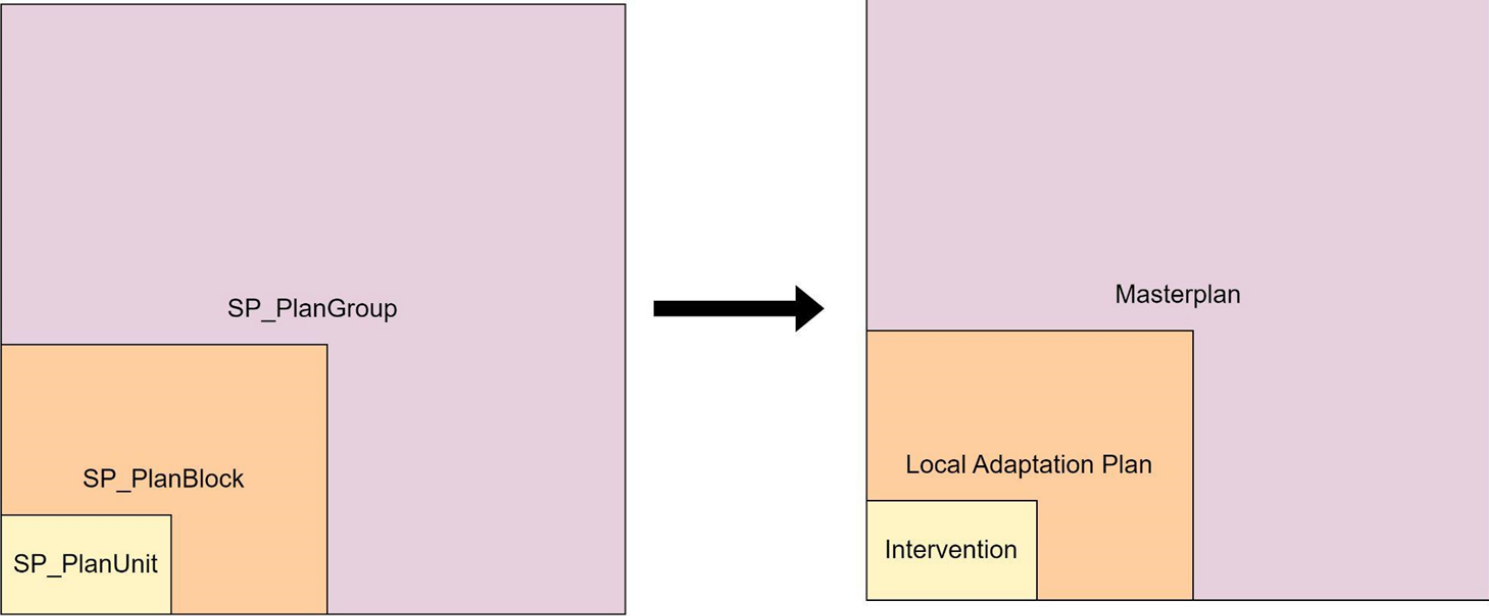 SP_PlanGroup
SP_PlanBlock
SP_PlanUnit
Masterplan
Local Adaptation Plan
Intervention